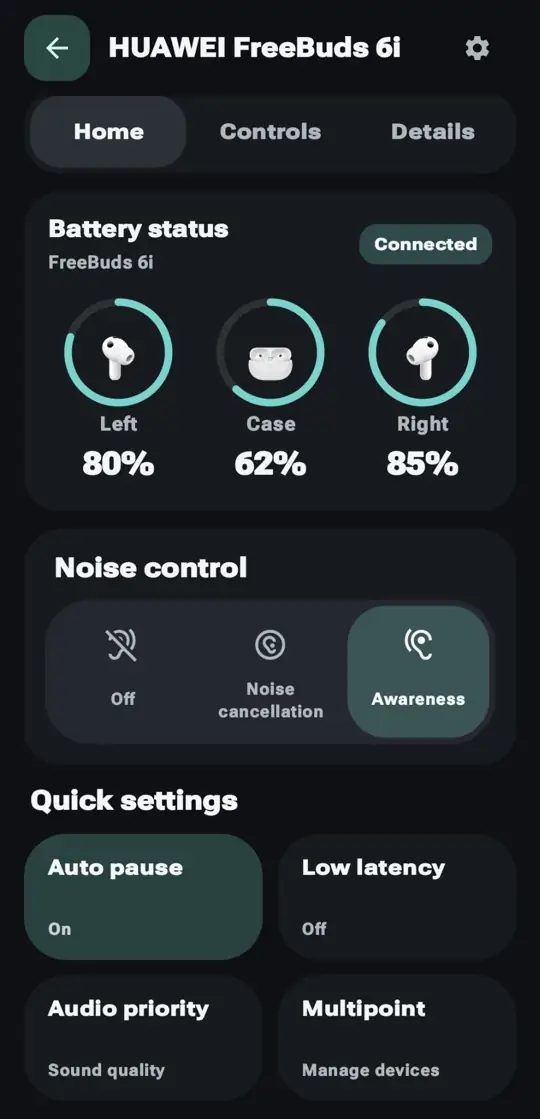 HUAWEI FreeBuds 6i
Home
Controls
Details
Battery status
FreeBuds 6i
Connected
Left
Case
Right
80%
62%
85%
Noise control
Off
Noise
cancellation
Awareness
Quick settings
Auto pause
On
Low latency
Off
Audio priority
Sound quality
Multipoint
Manage devices